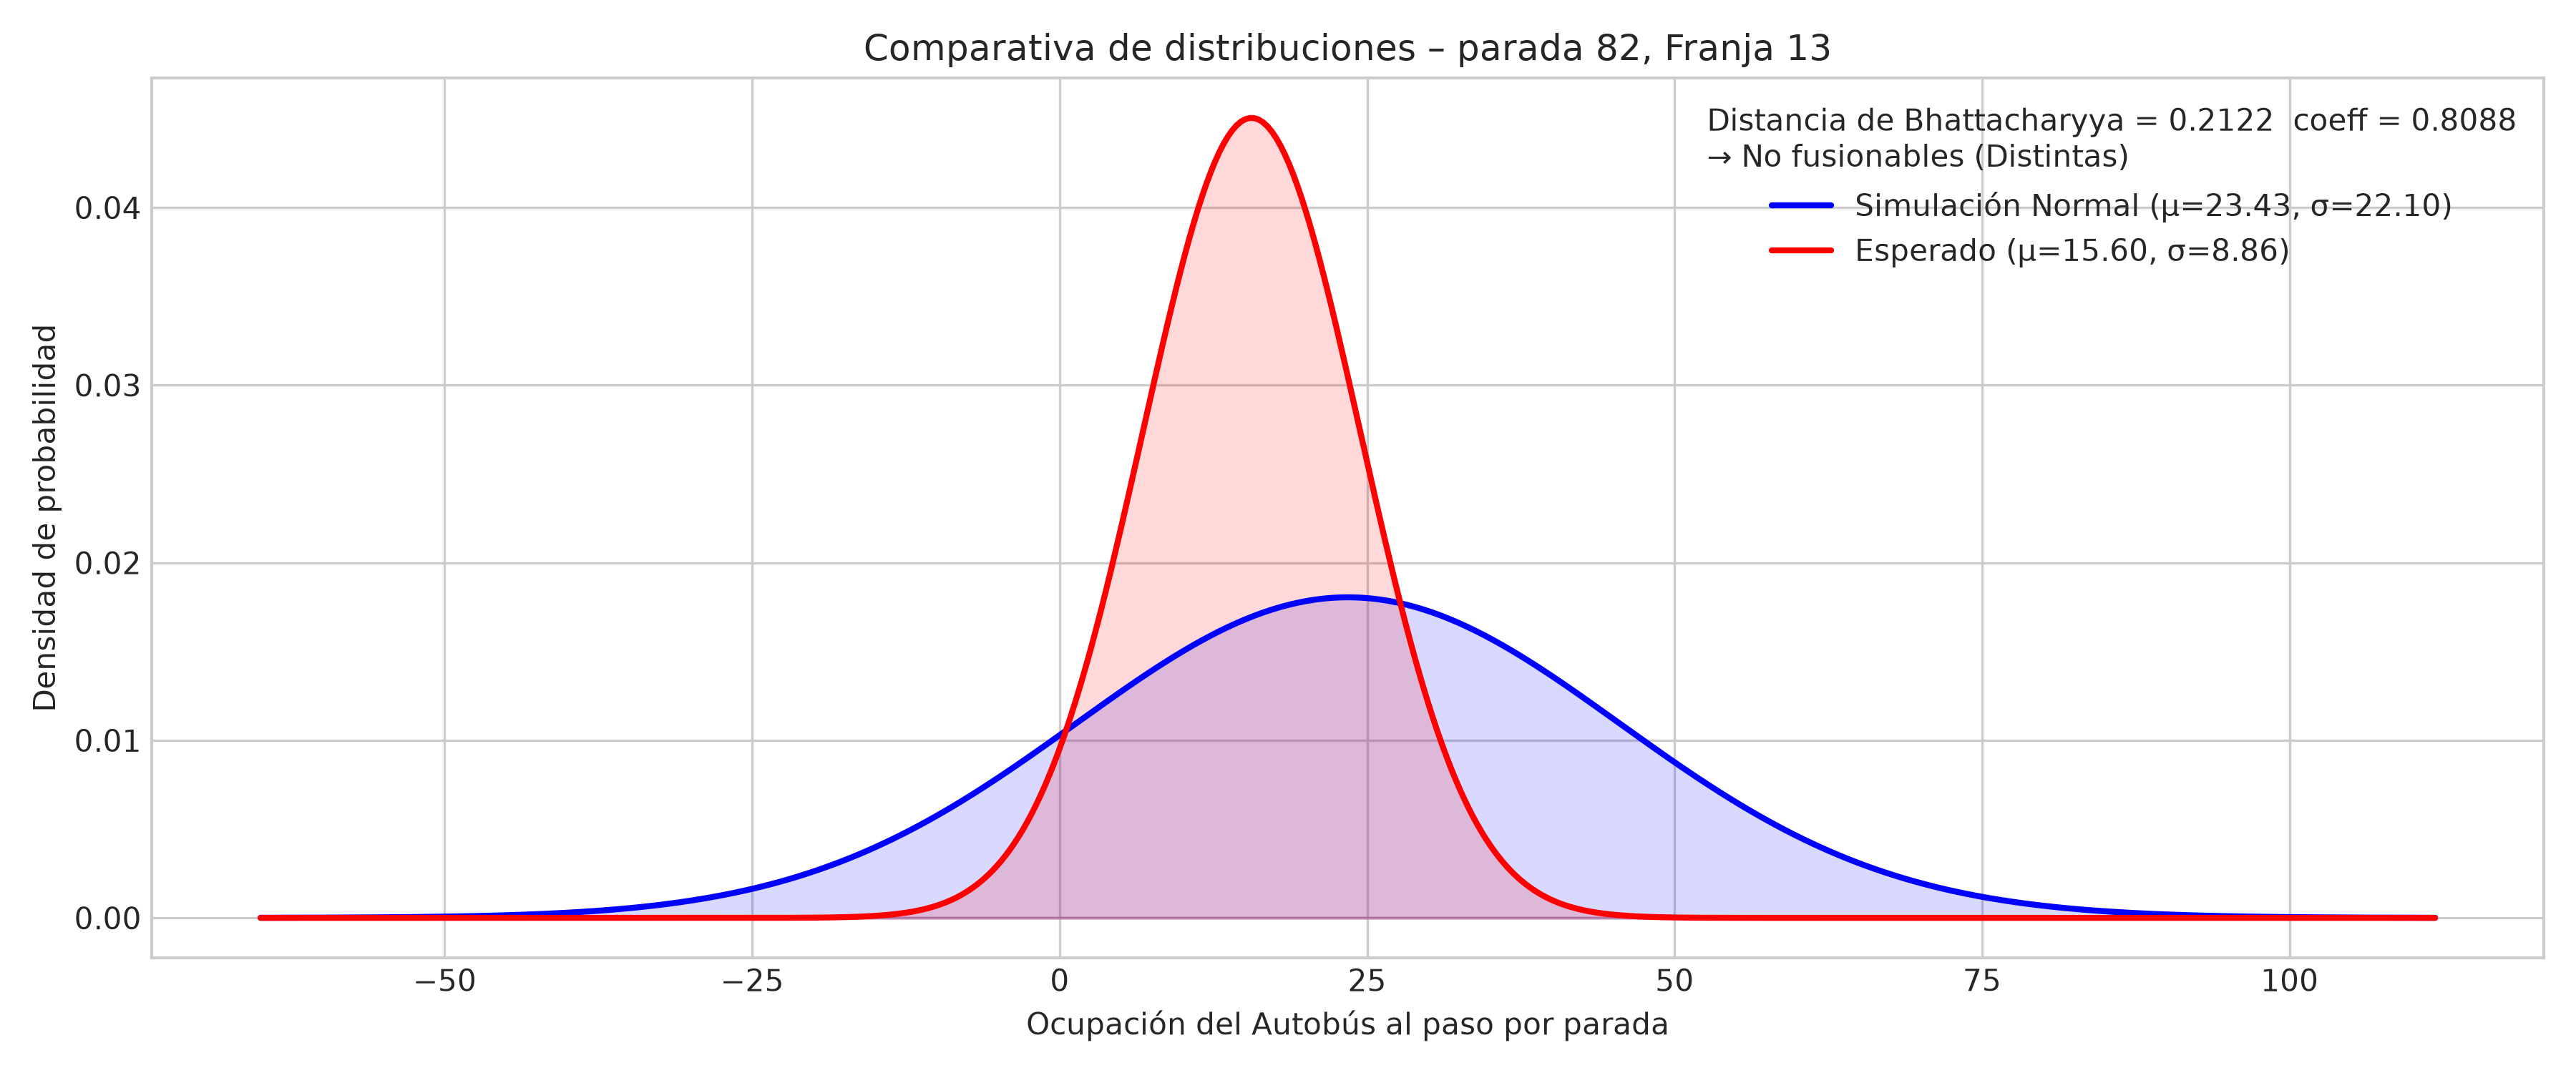 Comparativa de distribuciones – parada 82, Franja 13
Distancia de Bhattacharyya = 0.2122  coeff = 0.8088
→ No fusionables (Distintas)
Simulación Normal (μ=23.43, σ=22.10)
Esperado (μ=15.60, σ=8.86)
Densidad de probabilidad
0.04
0.03
0.02
0.01
0.00
−50
−25
0
25
50
75
100
Ocupación del Autobús al paso por parada